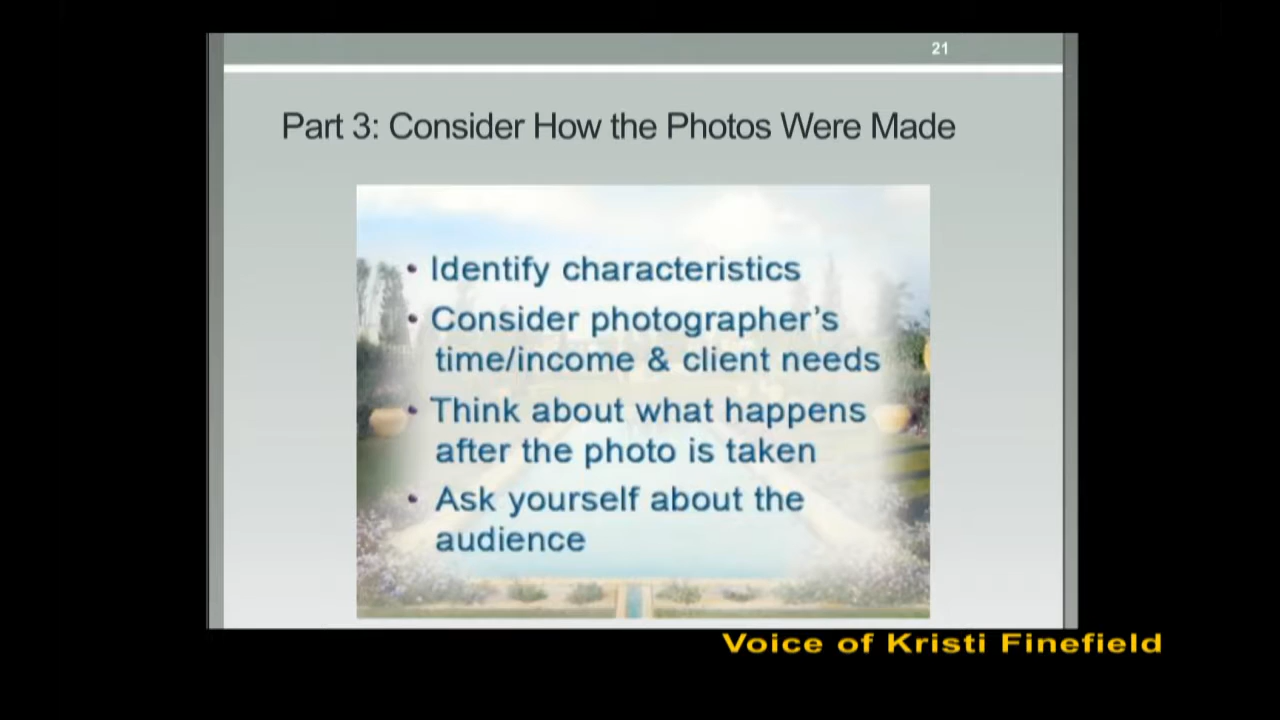 21
Part 3: Consider How the Photos Were Made
• Identify characteristics
• Consider photographer's
time/income & client needs
• Think about what happens
after the photo is taken
• Ask yourself about the
audience
Voice of Kristi Finefield